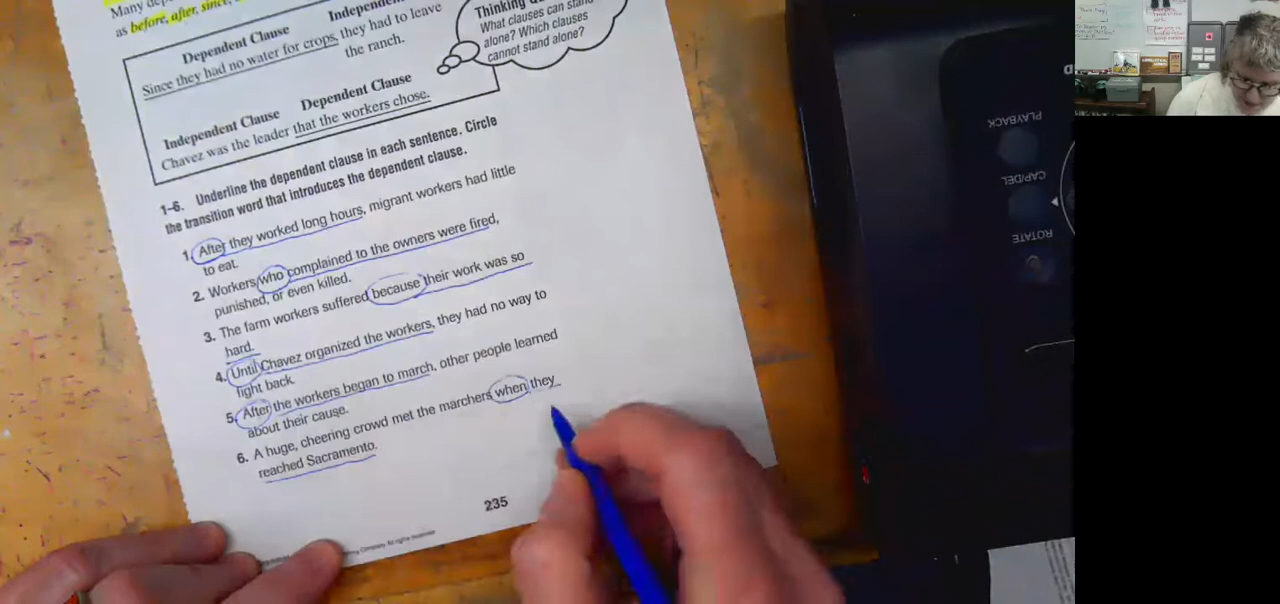 Many dep
as before, after, since,
Dependent Clause
Since they had no water for crops, they had to leave
the ranch.
Independent Clause Dependent Clause
Chavez was the leader that the workers chose.
Thinking
What clauses can stand
alone? Which clauses
cannot stand alone?
1–6. Underline the dependent clause in each sentence. Circle
the transition word that introduces the dependent clause.
1. After they worked long hours, migrant workers had little
to eat.
2. Workers who complained to the owners were fired,
punished, or even killed.
3. The farm workers suffered because their work was so
hard.
4. Until Chavez organized the workers, they had no way to
fight back.
5. After the workers began to march, other people learned
about their cause.
6. A huge, cheering crowd met the marchers when they
reached Sacramento.
235
Company. All rights reserved.
PLAYBACK
CAP/DEL
ROTATE